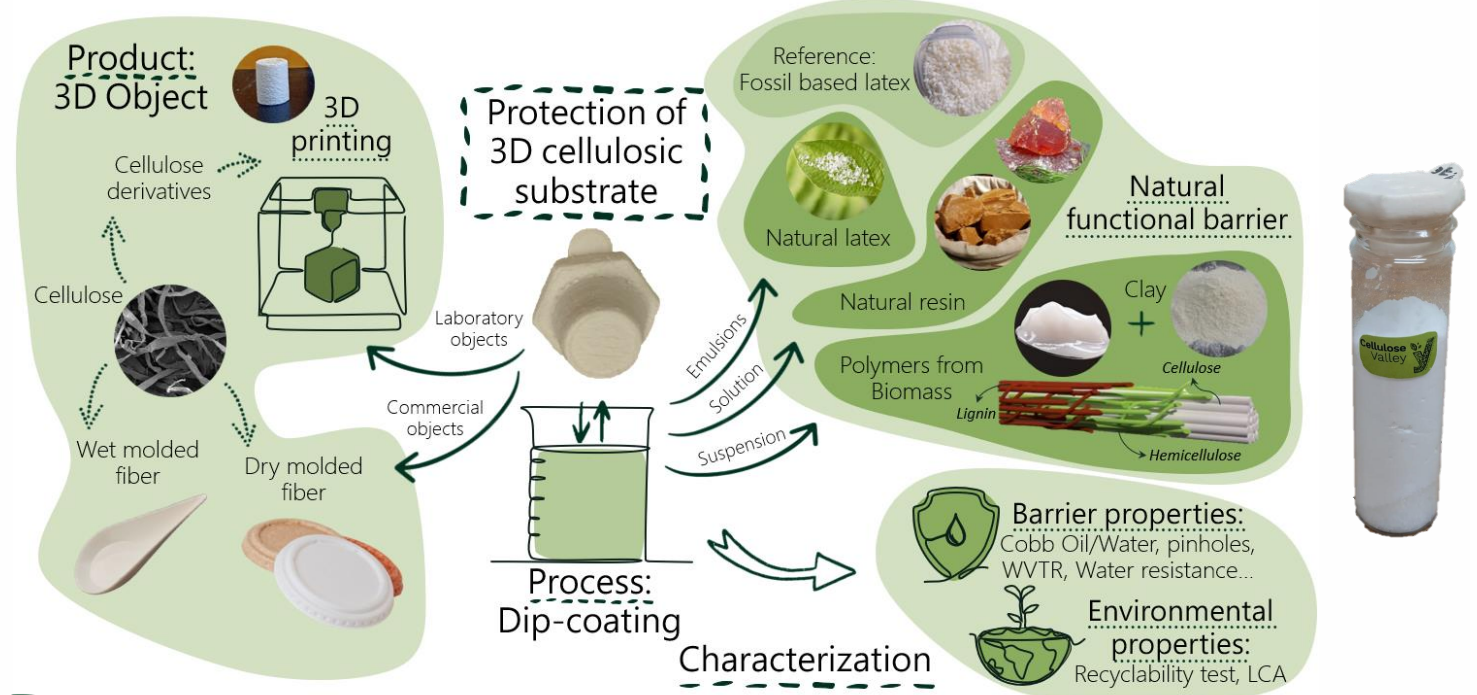 Product:
3D Object
3D
printing
Cellulose
derivatives
Cellulose
Wet molded
fiber
Dry molded
fiber
Protection of
3D cellulosic
substrate
Laboratory
objects
Commercial
objects
Emulsions
Solution
Suspension
Process:
Dip-coating
Reference:
Fossil based latex
Natural latex
Natural resin
Natural
functional barrier
Clay
+
Polymers from
Biomass
Cellulose
Lignin
Hemicellulose
Characterization
Barrier properties:
Cobb Oil/Water, pinholes,
WVTR, Water resistance...
Environmental
properties:
Recyclability test, LCA
Cellulose
Valley